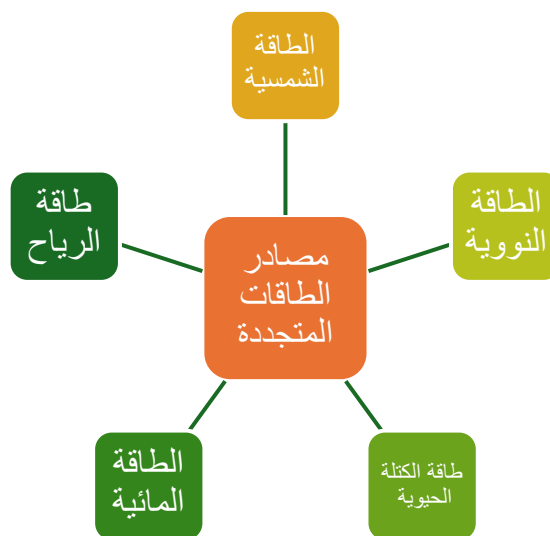 الطاقة
الشمسية
الطاقة
النووية
طاقة
الرياح
مصادر
الطاقات
المتجددة
طاقة الكتلة
الحيوية
الطاقة
المائية